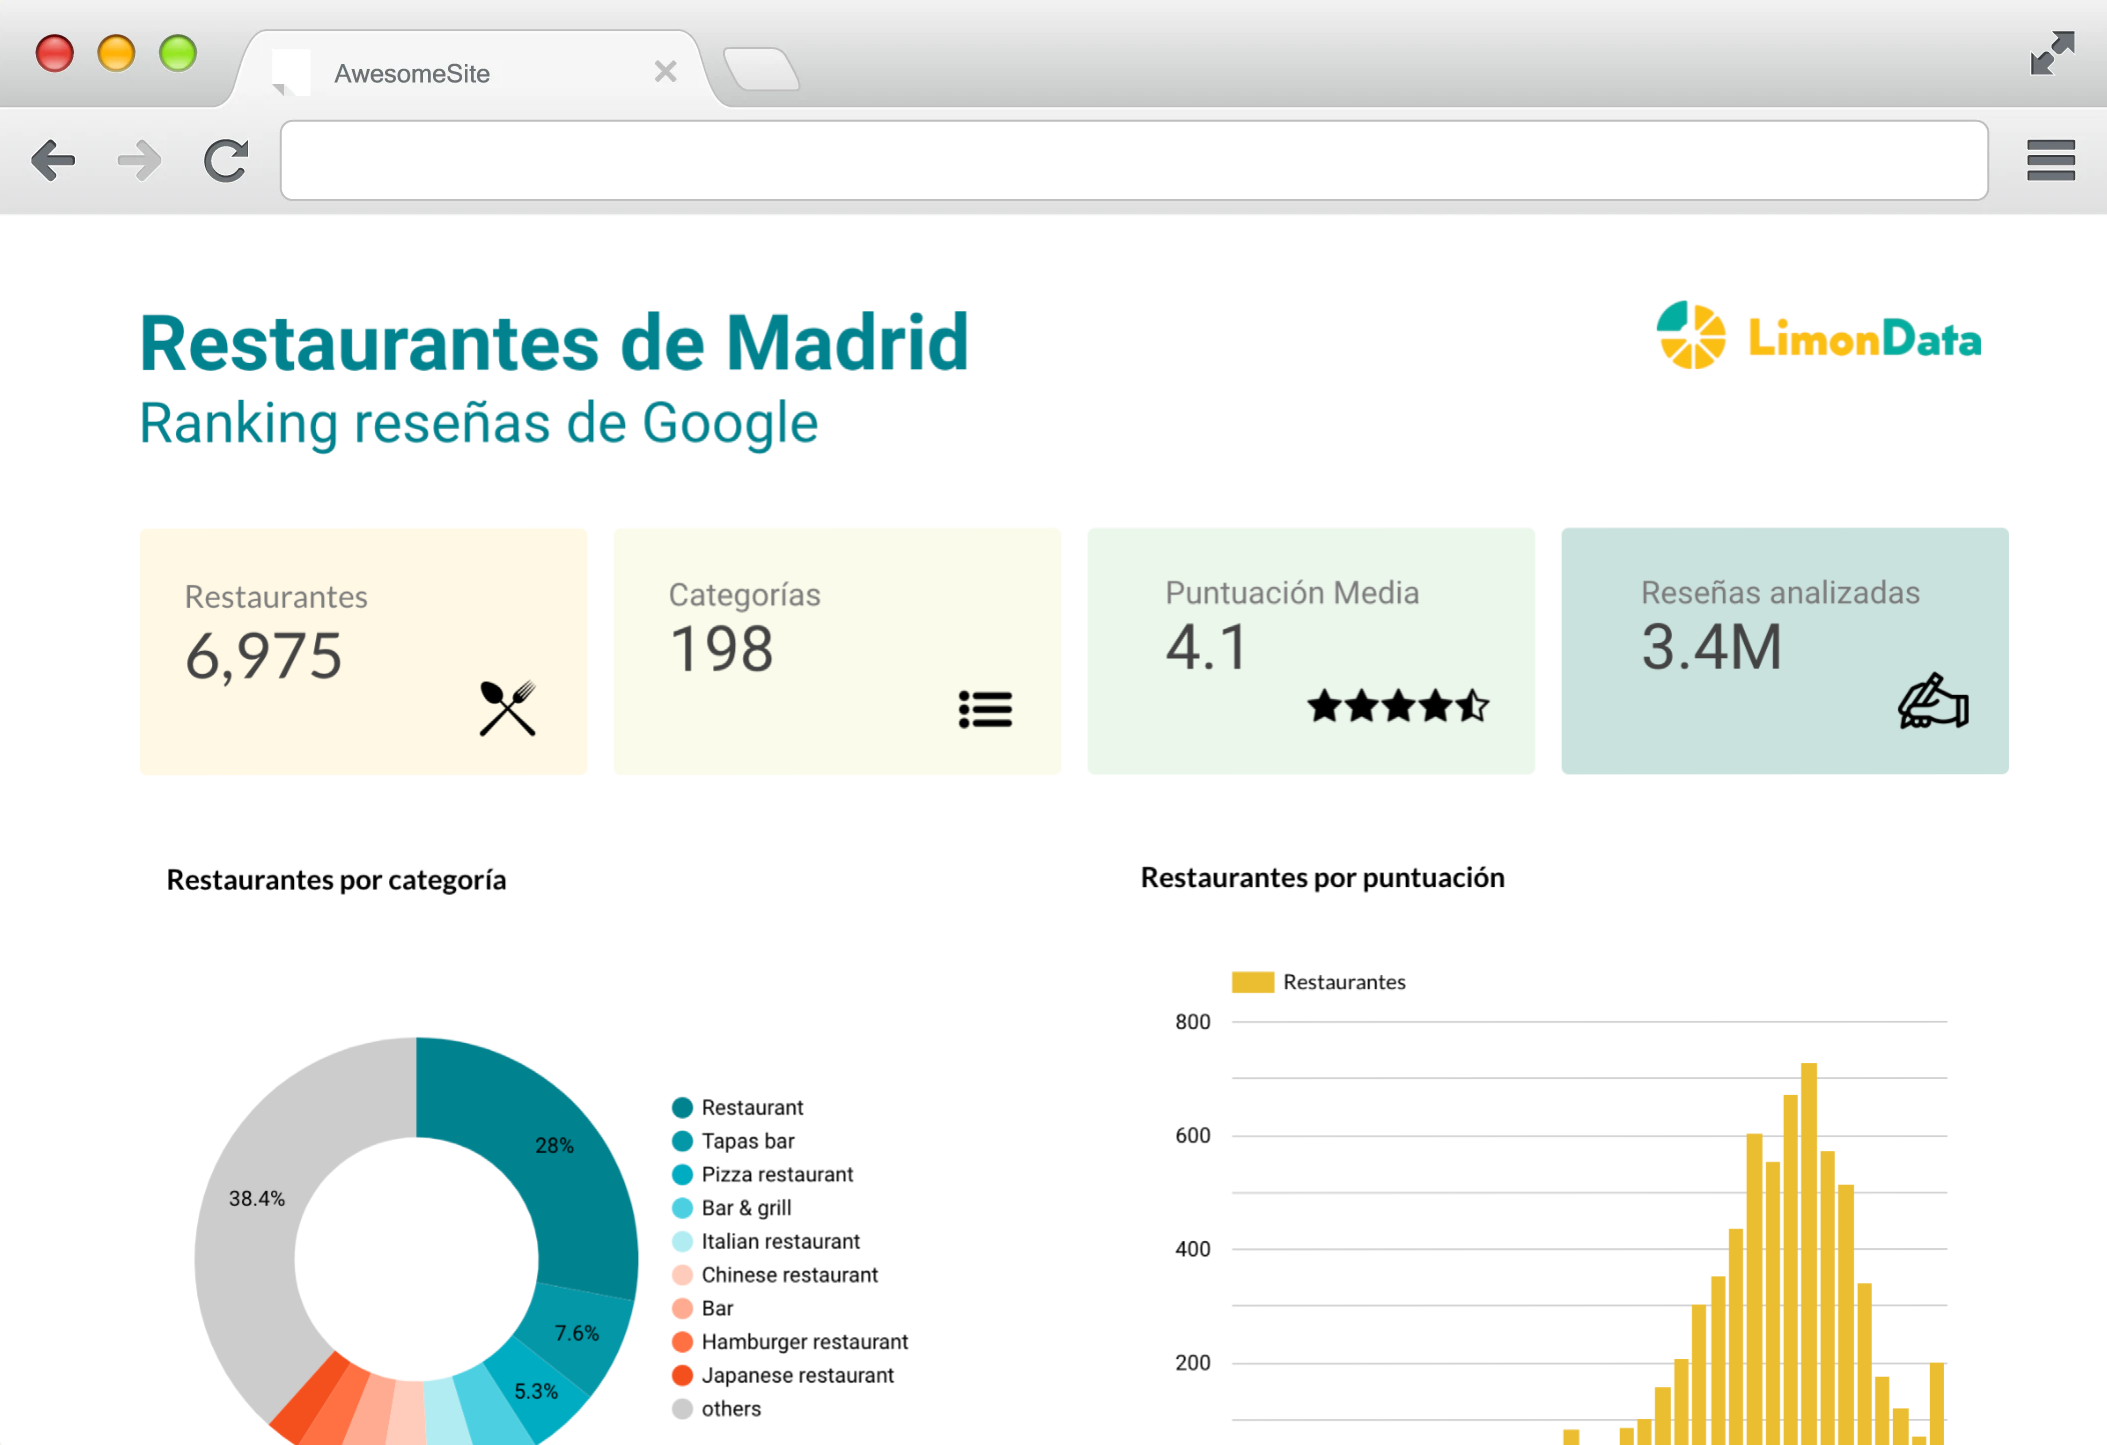 AwesomeSite
Restaurantes de Madrid
Ranking reseñas de Google
LimonData
Restaurantes
6,975
Categorías
198
Puntuación Media
4.1
Reseñas analizadas
3.4M
Restaurantes por categoría
28%
38.4%
7.6%
5.3%
Restaurant
Tapas bar
Pizza restaurant
Bar & grill
Italian restaurant
Chinese restaurant
Bar
Hamburger restaurant
Japanese restaurant
others
Restaurantes por puntuación
Restaurantes
800
600
400
200